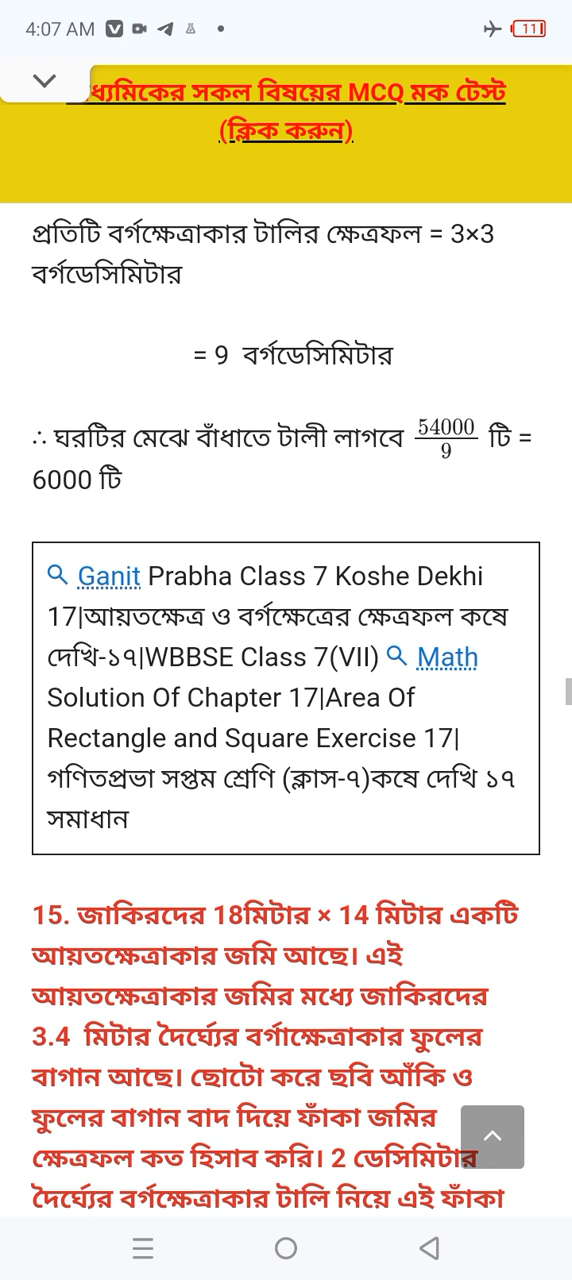 4:07 AM
11
ধ্যমিকের সকল বিষয়ের MCQ মক টেস্ট
(ক্লিক করুন)
প্রতিটি বর্গক্ষেত্রাকার টালির ক্ষেত্রফল = 3×3
বর্গডেসিমিটার
= 9 বর্গডেসিমিটার
∴ ঘরটির মেঝে বাঁধাতে টালী লাগবে 54000/9 টি =
6000 টি
Ganit Prabha Class 7 Koshe Dekhi
17|আয়তক্ষেত্র ও বর্গক্ষেত্রের ক্ষেত্রফল কষে
দেখি-১৭|WBBSE Class 7(VII) Math
Solution Of Chapter 17|Area Of
Rectangle and Square Exercise 17|
গণিতপ্রভা সপ্তম শ্রেণি (ক্লাস-৭)কষে দেখি ১৭
সমাধান
15. জাকিরদের 18মিটার × 14 মিটার একটি
আয়তক্ষেত্রাকার জমি আছে। এই
আয়তক্ষেত্রাকার জমির মধ্যে জাকিরদের
3.4 মিটার দৈর্ঘ্যের বর্গাক্ষেত্রাকার ফুলের
বাগান আছে। ছোটো করে ছবি আঁকি ও
ফুলের বাগান বাদ দিয়ে ফাঁকা জমির
ক্ষেত্রফল কত হিসাব করি। 2 ডেসিমিটার
দৈর্ঘ্যের বর্গক্ষেত্রাকার টালি নিয়ে এই ফাঁকা